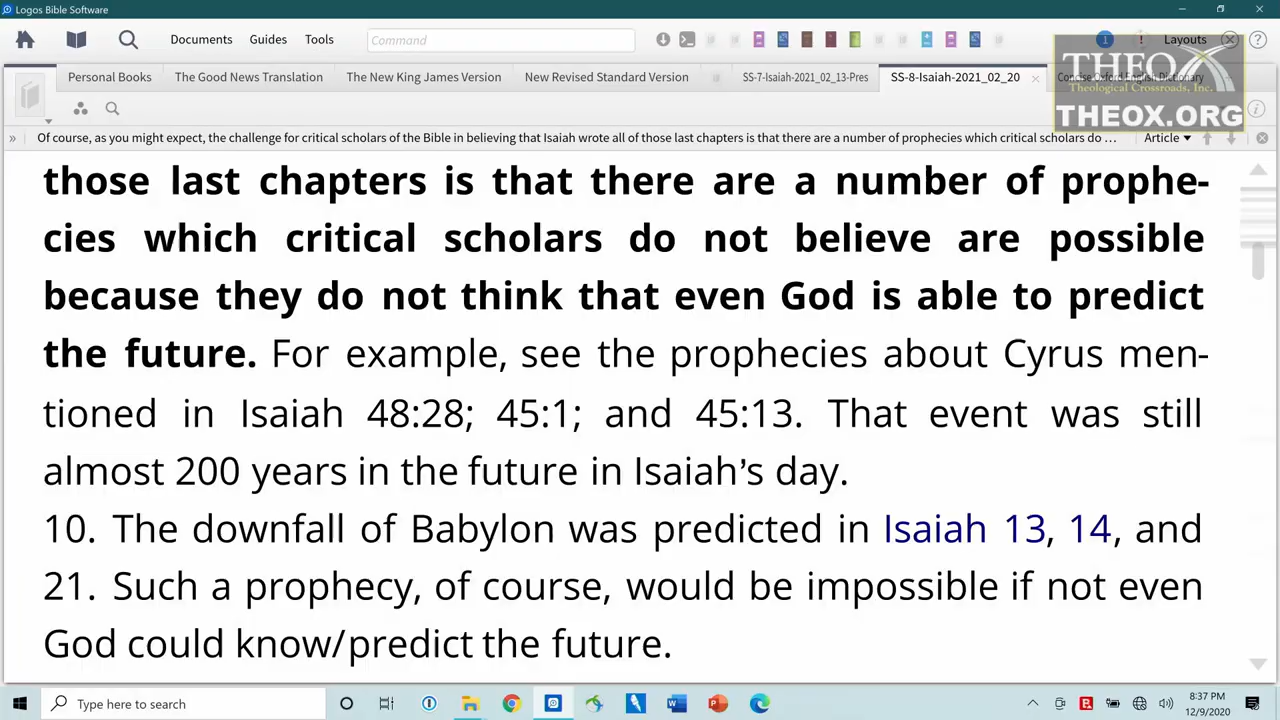 Logos Bible Software
Documents Guides Tools Command Layouts
Personal Books The Good News Translation The New King James Version New Revised Standard Version SS-7-Isaiah-2021_02_13-Pres SS-8-Isaiah-2021_02_20 Concise Oxford English Dictionary
THEOX
Theological Crossroads, Inc.
THEOX.ORG
» Of course, as you might expect, the challenge for critical scholars of the Bible in believing that Isaiah wrote all of those last chapters is that there are a number of prophecies which critical scholars do ... Article
those last chapters is that there are a number of prophe-
cies which critical scholars do not believe are possible
because they do not think that even God is able to predict
the future. For example, see the prophecies about Cyrus men-
tioned in Isaiah 48:28; 45:1; and 45:13. That event was still
almost 200 years in the future in Isaiah's day.
10. The downfall of Babylon was predicted in Isaiah 13, 14, and
21. Such a prophecy, of course, would be impossible if not even
God could know/predict the future.
Type here to search
8:37 PM
12/9/2020